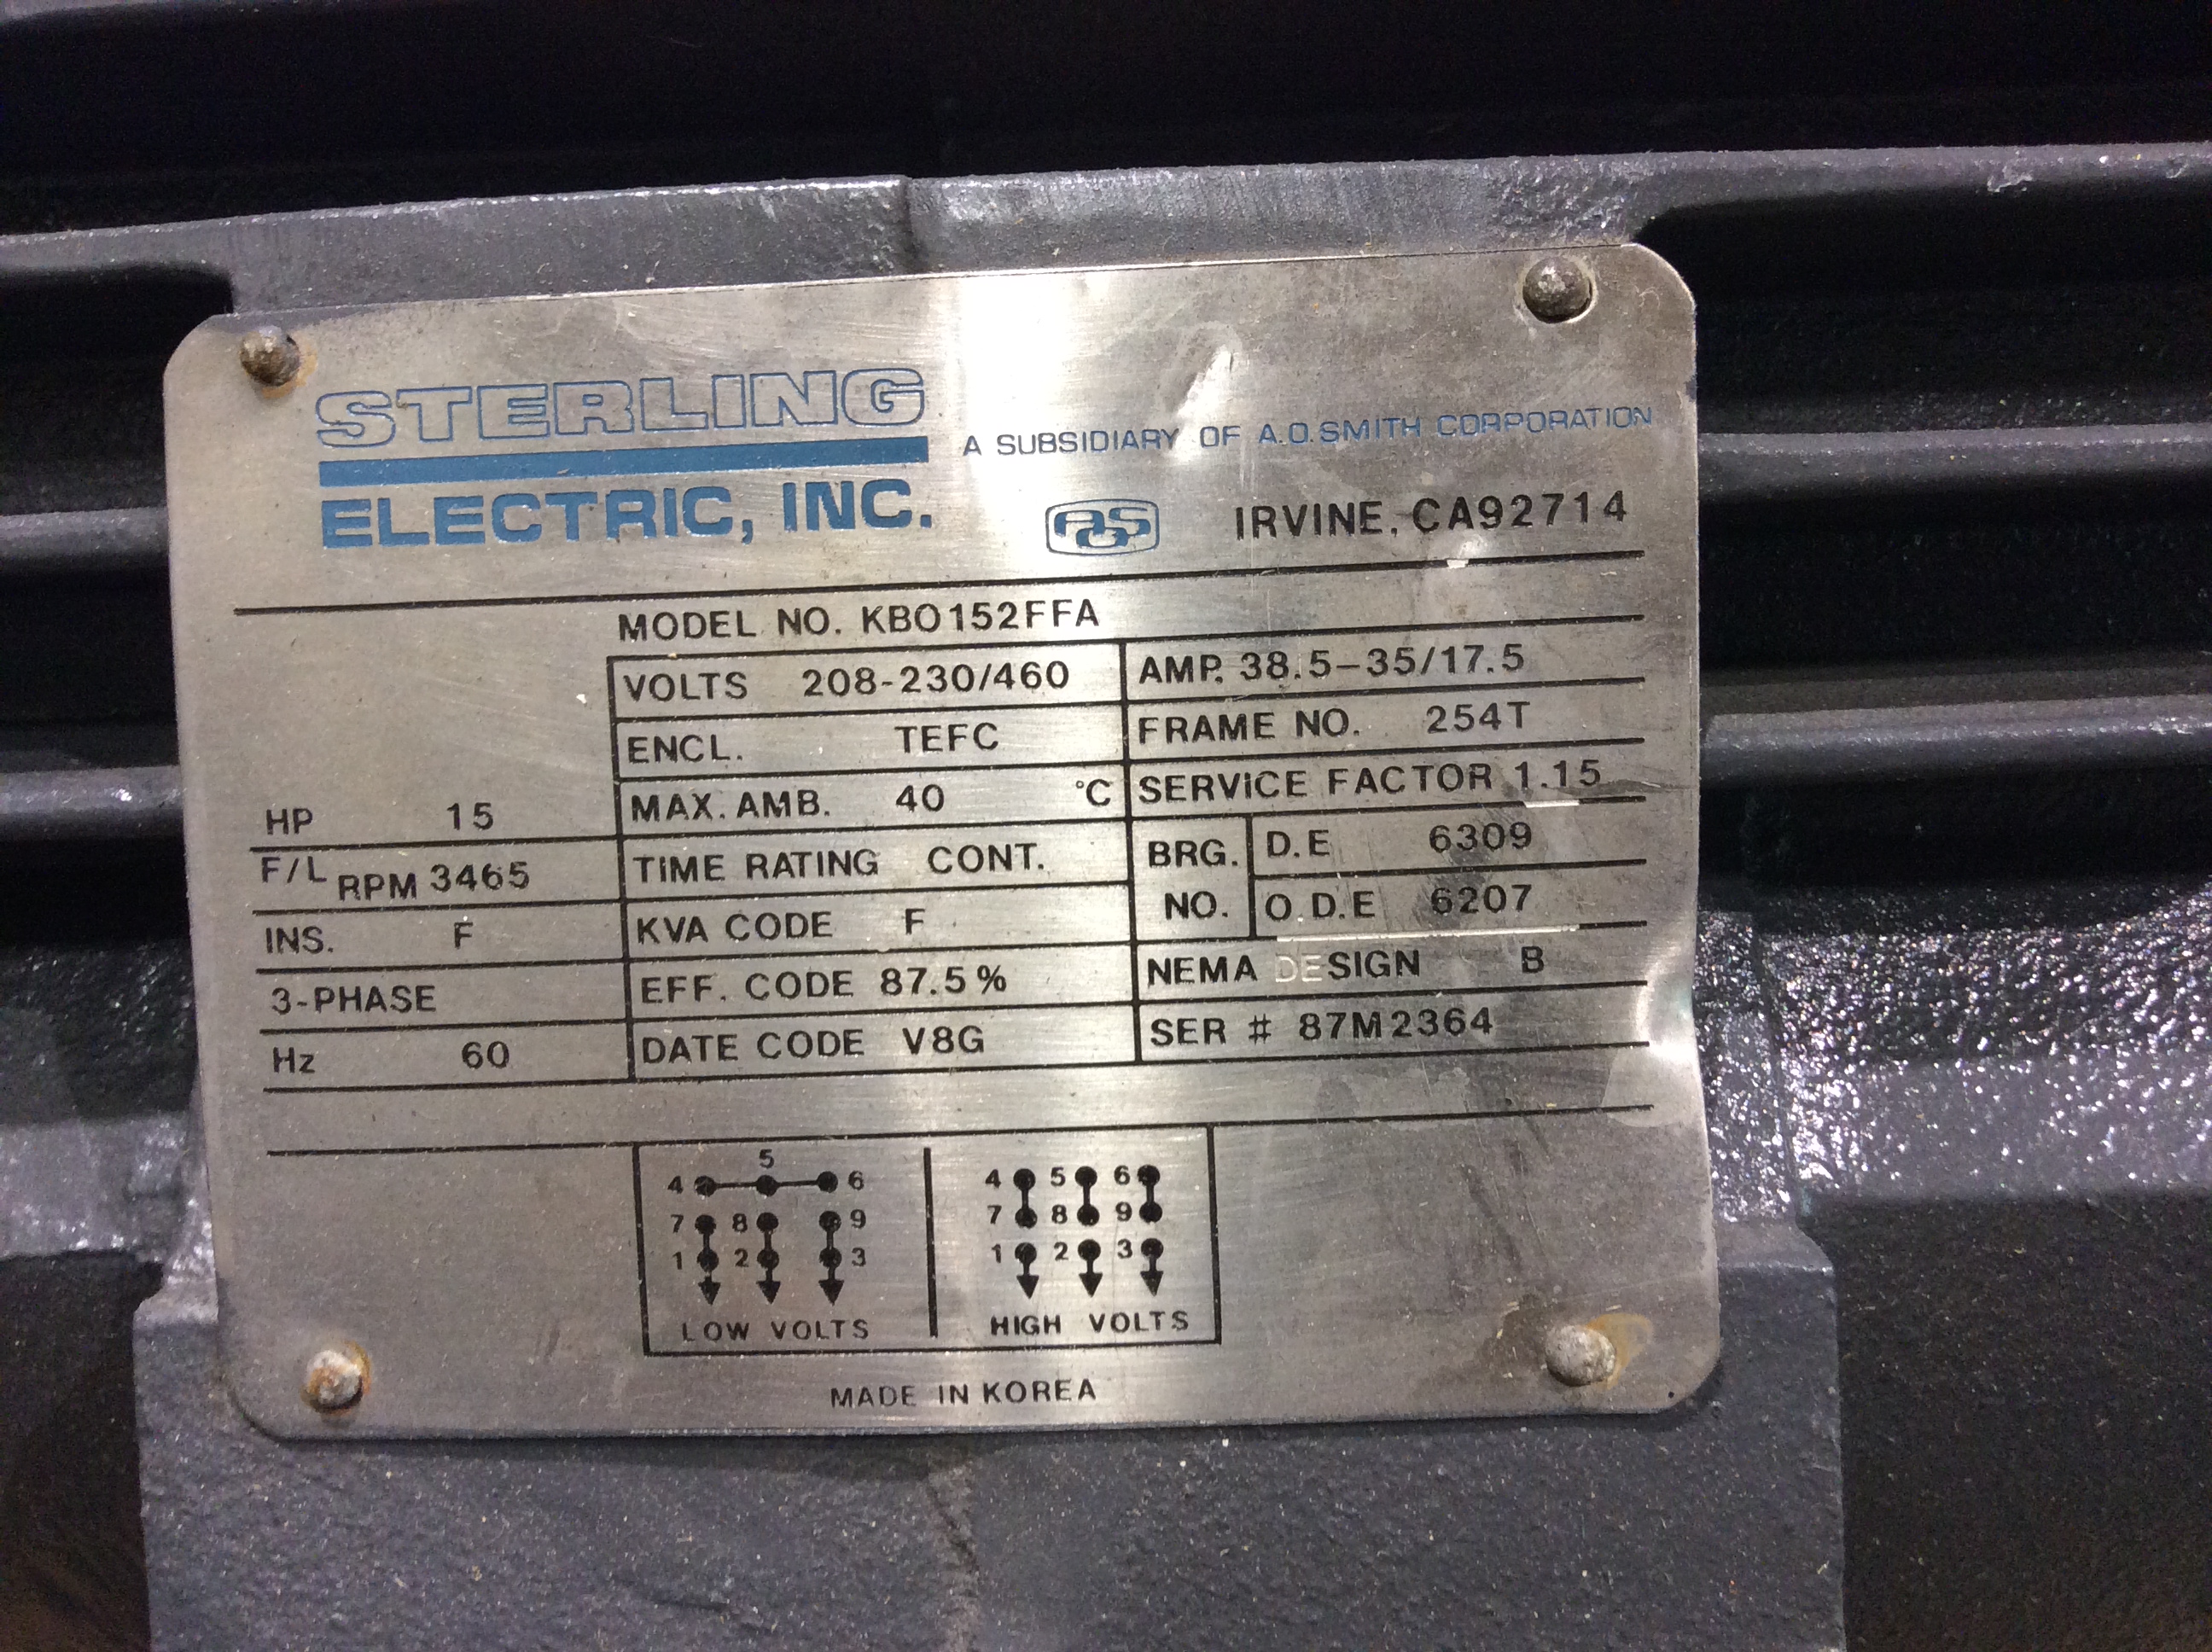 STERLING
ELECTRIC, INC.
A SUBSIDIARY OF A.O.SMITH CORPORATION
IRVINE, CA92714
MODEL NO. KB0152FFA
VOLTS 208-230/460 AMP. 38.5-35/17.5
ENCL. TEFC FRAME NO. 254T
HP 15 MAX. AMB. 40 °C SERVICE FACTOR 1.15
F/L RPM 3465 TIME RATING CONT. BRG. NO. D.E 6309
INS. F KVA CODE F O.D.E 6207
3-PHASE EFF. CODE 87.5% NEMA DESIGN B
Hz 60 DATE CODE V8G SER # 87M2364
5
4 6 4 5 6
7 8 9 7 8 9
1 2 3 1 2 3
LOW VOLTS HIGH VOLTS
MADE IN KOREA